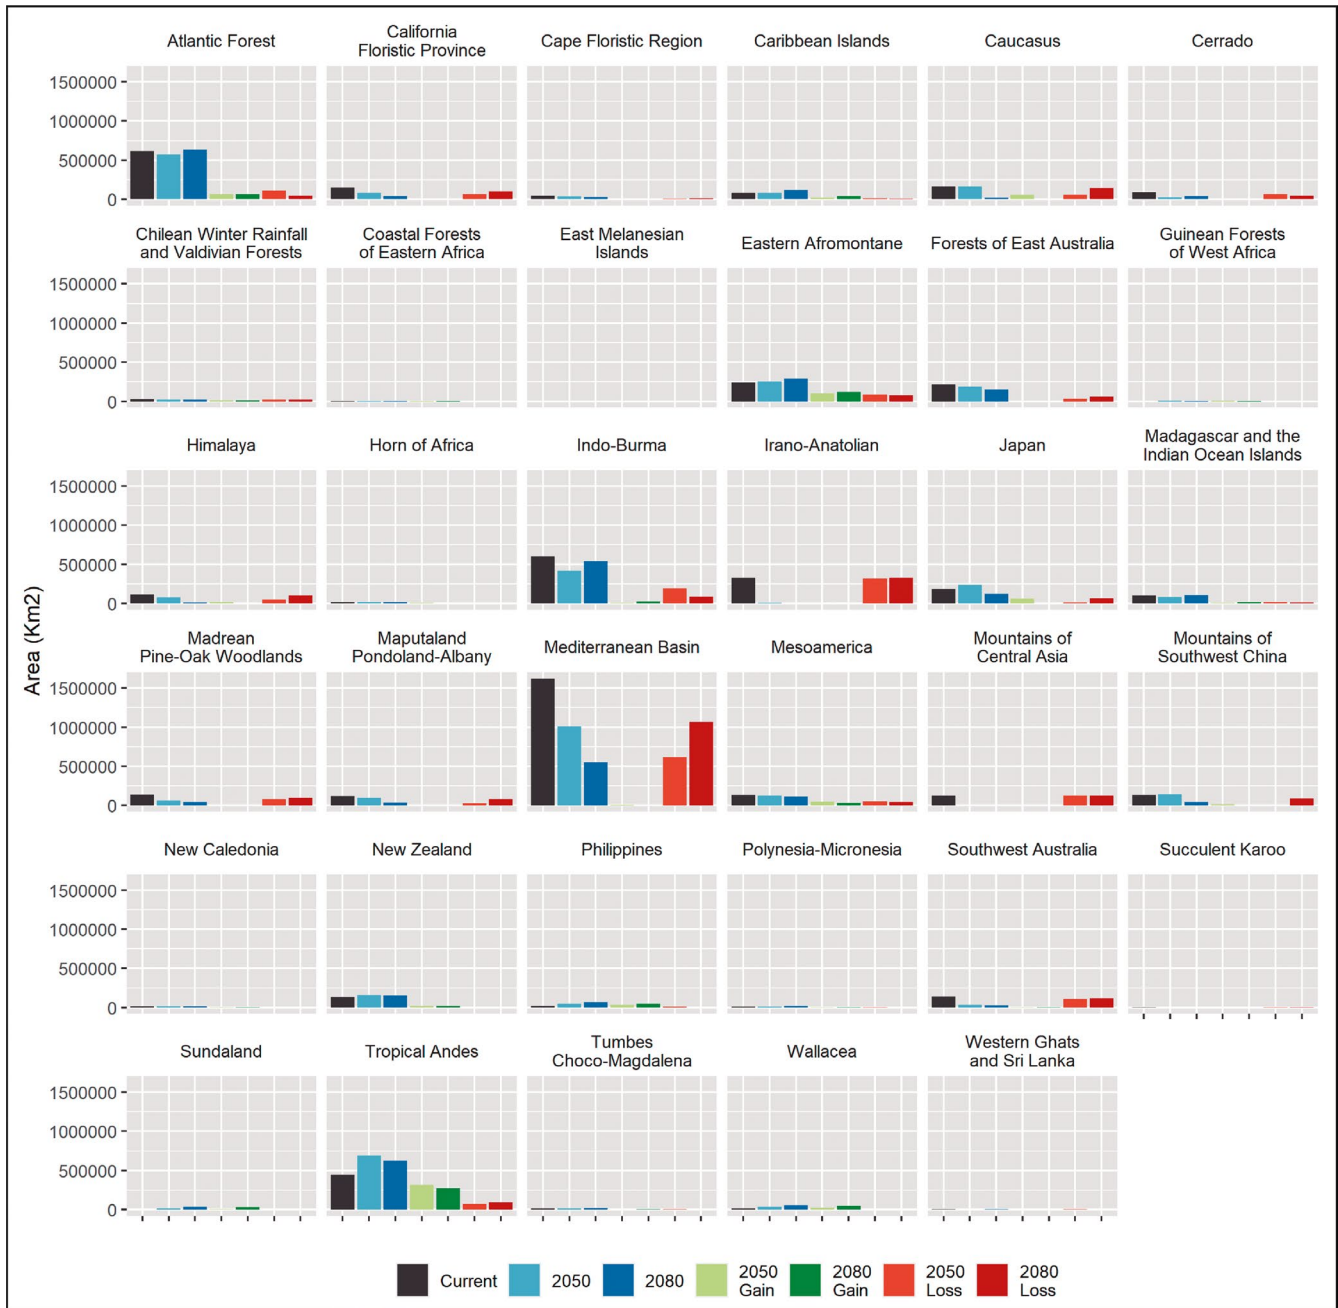 Atlantic Forest
California
Floristic Province
Cape Floristic Region
Caribbean Islands
Caucasus
Cerrado
1500000
1000000
500000
0
Chilean Winter Rainfall
and Valdivian Forests
Coastal Forests
of Eastern Africa
East Melanesian
Islands
Eastern Afromontane
Forests of East Australia
Guinean Forests
of West Africa
1500000
1000000
500000
0
Himalaya
Horn of Africa
Indo-Burma
Irano-Anatolian
Japan
Madagascar and the
Indian Ocean Islands
1500000
1000000
500000
0
Area (Km2)
Madrean
Pine-Oak Woodlands
Maputaland
Pondoland-Albany
Mediterranean Basin
Mesoamerica
Mountains of
Central Asia
Mountains of
Southwest China
1500000
1000000
500000
0
New Caledonia
New Zealand
Philippines
Polynesia-Micronesia
Southwest Australia
Succulent Karoo
1500000
1000000
500000
0
Sundaland
Tropical Andes
Tumbes
Choco-Magdalena
Wallacea
Western Ghats
and Sri Lanka
1500000
1000000
500000
0
Current
2050
2080
2050
Gain
2080
Gain
2050
Loss
2080
Loss